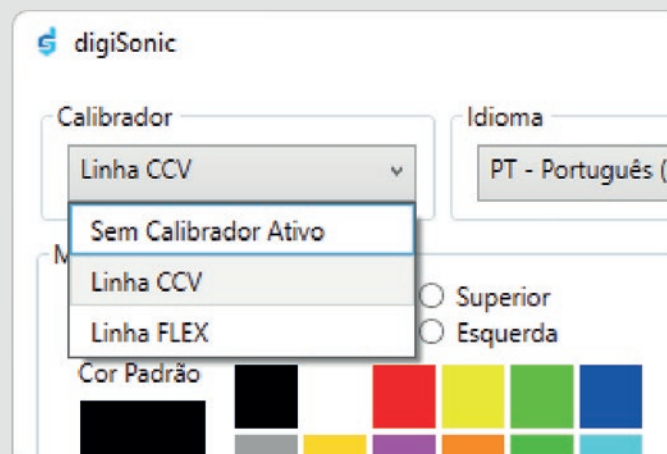 digiSonic
Calibrador
Idioma
Linha CCV
PT - Português (
Sem Calibrador Ativo
M
Linha CCV
Superior
Linha FLEX
Esquerda
Cor Padrão